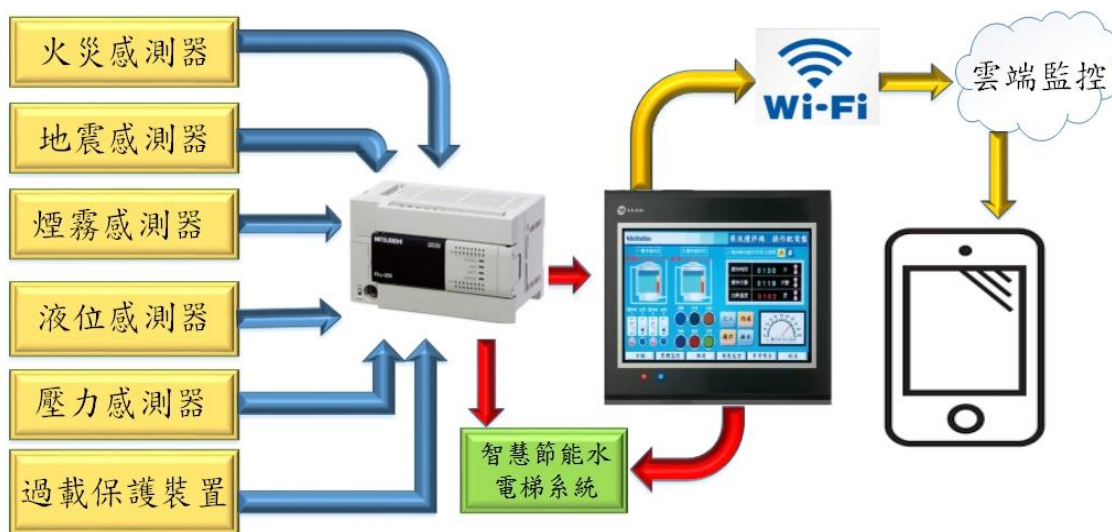 火災感測器
地震感測器
煙霧感測器
液位感測器
壓力感測器
過載保護裝置
MITSUBISHI
智慧節能水
電梯系統
Shihlin
Wi-Fi
雲端監控